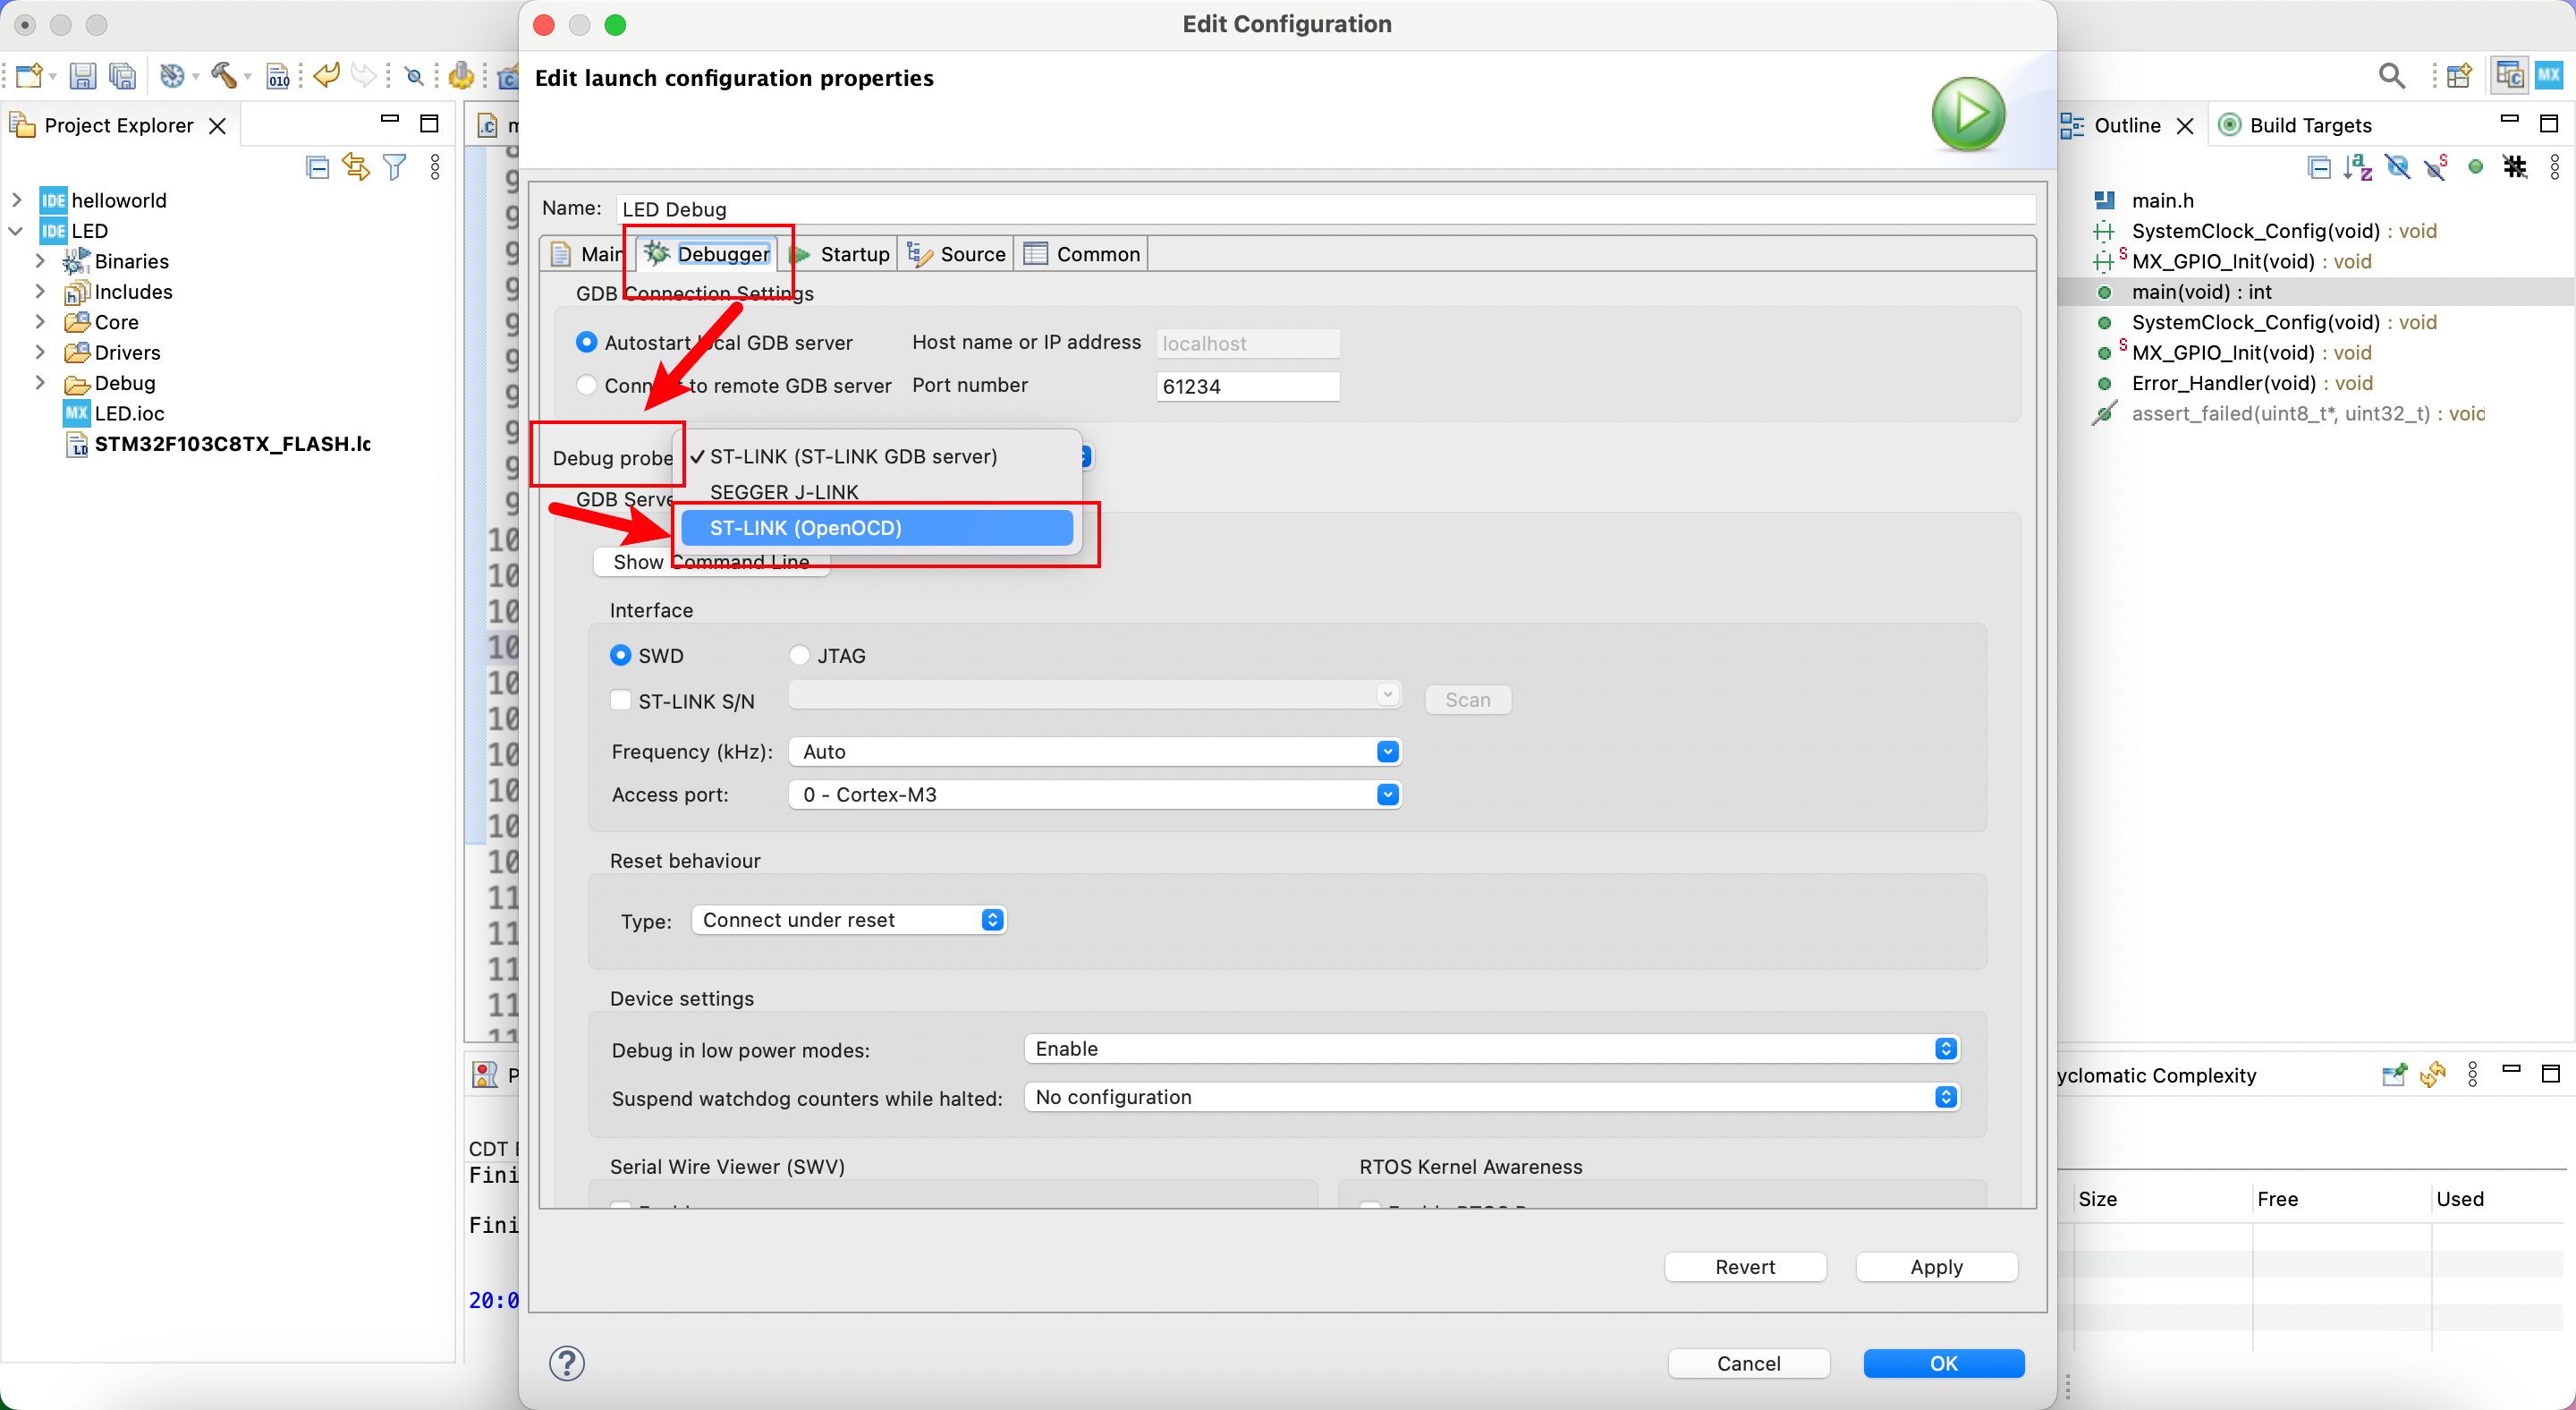 Edit Configuration
Edit launch configuration properties
Project Explorer
helloworld
LED
Binaries
Includes
Core
Drivers
Debug
LED.ioc
STM32F103C8TX_FLASH.lc
Name: LED Debug
Main Debugger Startup Source Common
GDB Connection Settings
Autostart local GDB server Host name or IP address localhost
Connect to remote GDB server Port number 61234
Debug probe
ST-LINK (ST-LINK GDB server)
SEGGER J-LINK
ST-LINK (OpenOCD)
GDB Serve
Show Command Line
Interface
SWD JTAG
ST-LINK S/N Scan
Frequency (kHz): Auto
Access port: 0 - Cortex-M3
Reset behaviour
Type: Connect under reset
Device settings
Debug in low power modes: Enable
Suspend watchdog counters while halted: No configuration
Serial Wire Viewer (SWV) RTOS Kernel Awareness
Revert Apply
Cancel OK
CDT
Fini
Fini
20:0
Outline Build Targets
main.h
SystemClock_Config(void) : void
MX_GPIO_Init(void) : void
main(void) : int
SystemClock_Config(void) : void
MX_GPIO_Init(void) : void
Error_Handler(void) : void
assert_failed(uint8_t*, uint32_t) : void
yclomatic Complexity
Size Free Used